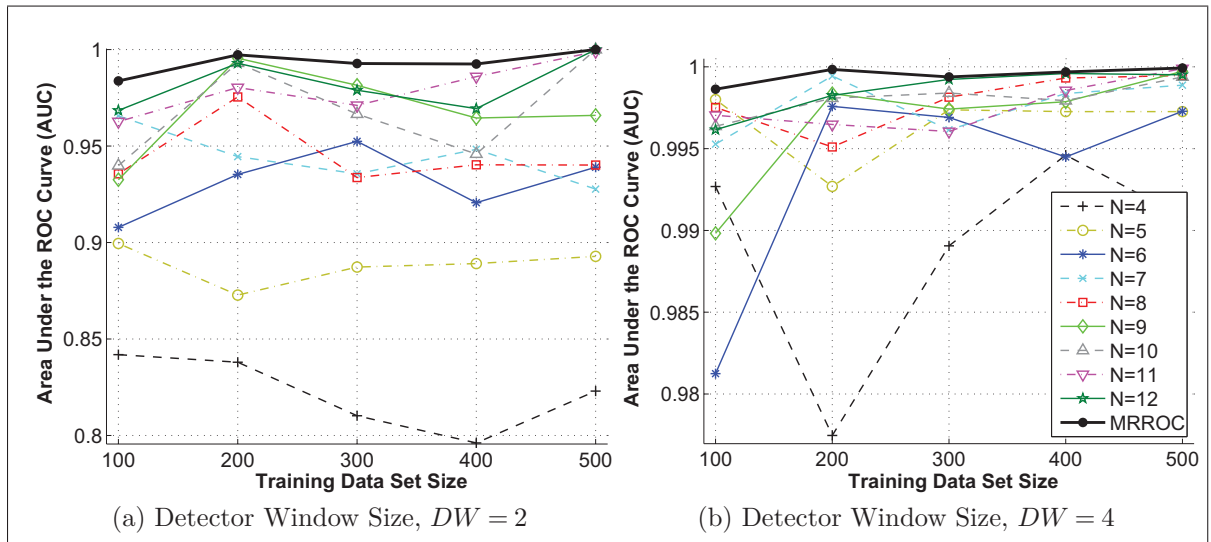 1
0.95
0.9
0.85
0.8
Area Under the ROC Curve (AUC)
100 200 300 400 500
Training Data Set Size
(a) Detector Window Size, DW = 2
1
0.995
0.99
0.985
0.98
Area Under the ROC Curve (AUC)
N=4
N=5
N=6
N=7
N=8
N=9
N=10
N=11
N=12
MRROC
100 200 300 400 500
Training Data Set Size
(b) Detector Window Size, DW = 4